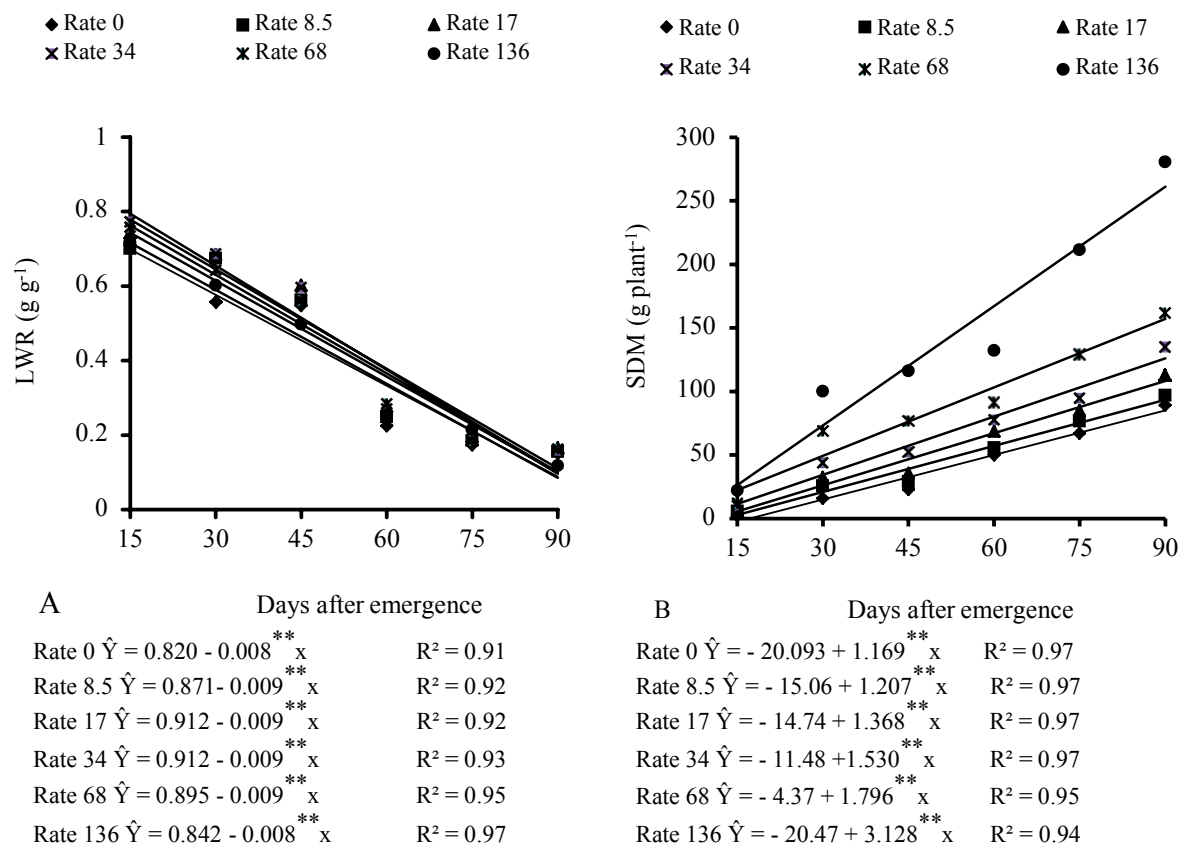 Rate 0 Rate 8.5 Rate 17
Rate 34 Rate 68 Rate 136
LWR (g g⁻¹)
1
0.8
0.6
0.4
0.2
0
15 30 45 60 75 90
A Days after emergence
Rate 0 Ŷ = 0.820 - 0.008**x R² = 0.91
Rate 8.5 Ŷ = 0.871- 0.009**x R² = 0.92
Rate 17 Ŷ = 0.912 - 0.009**x R² = 0.92
Rate 34 Ŷ = 0.912 - 0.009**x R² = 0.93
Rate 68 Ŷ = 0.895 - 0.009**x R² = 0.95
Rate 136 Ŷ = 0.842 - 0.008**x R² = 0.97
Rate 0 Rate 8.5 Rate 17
Rate 34 Rate 68 Rate 136
SDM (g plant⁻¹)
300
250
200
150
100
50
0
15 30 45 60 75 90
B Days after emergence
Rate 0 Ŷ = - 20.093 + 1.169**x R² = 0.97
Rate 8.5 Ŷ = - 15.06 + 1.207**x R² = 0.97
Rate 17 Ŷ = - 14.74 + 1.368**x R² = 0.97
Rate 34 Ŷ = - 11.48 +1.530**x R² = 0.97
Rate 68 Ŷ = - 4.37 + 1.796**x R² = 0.95
Rate 136 Ŷ = - 20.47 + 3.128**x R² = 0.94